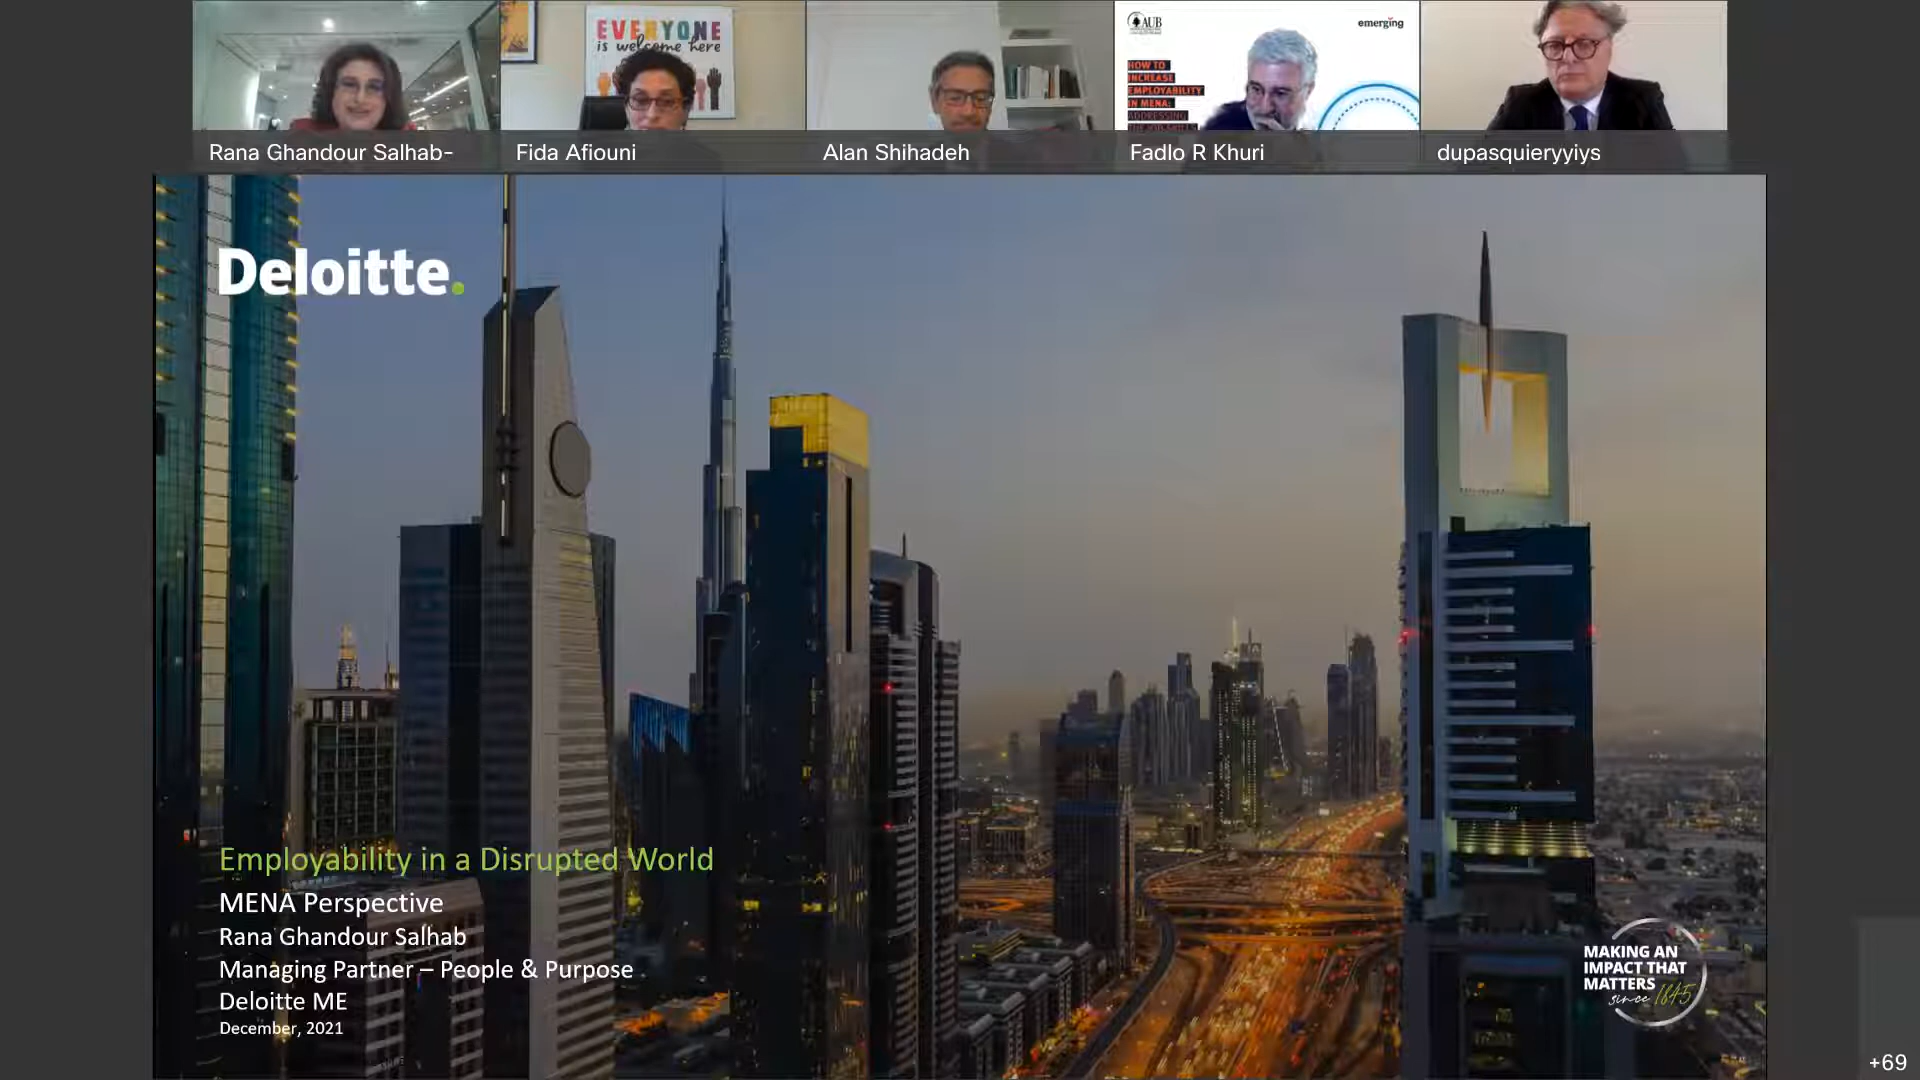 EVERYONE
is welcome here
AUB
emerging
HOW TO
INCREASE
EMPLOYABILITY
IN MENA:
ADDRESSING
Rana Ghandour Salhab-
Fida Afiouni
Alan Shihadeh
Fadlo R Khuri
dupasquieryyiys
Deloitte.
Employability in a Disrupted World
MENA Perspective
Rana Ghandour Salhab
Managing Partner – People & Purpose
Deloitte ME
December, 2021
MAKING AN
IMPACT THAT
MATTERS
since 1845
+69